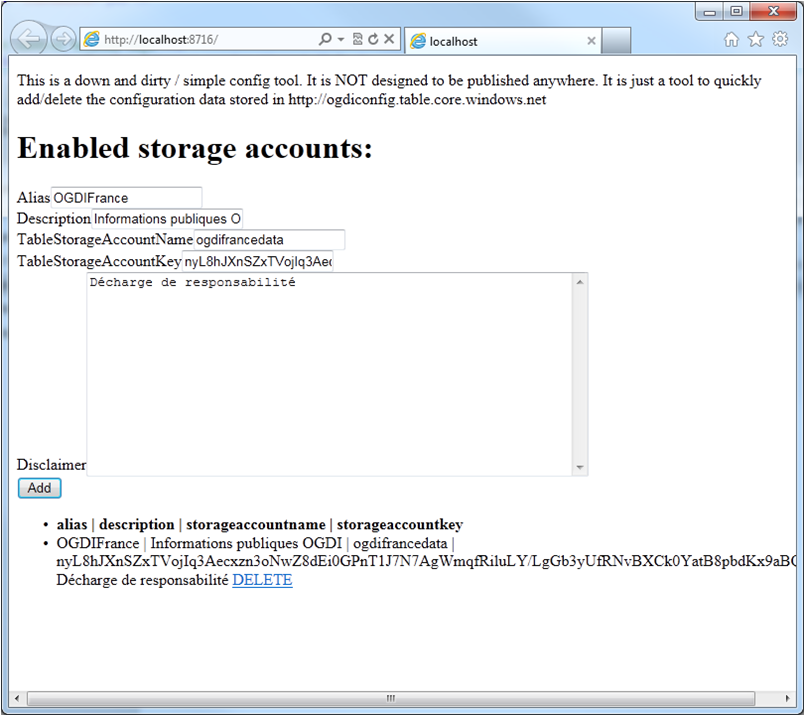 http://localhost:8716/
localhost
This is a down and dirty / simple config tool. It is NOT designed to be published anywhere. It is just a tool to quickly
add/delete the configuration data stored in http://ogdiconfig.table.core.windows.net
Enabled storage accounts:
Alias OGDIFrance
Description Informations publiques O
TableStorageAccountName ogdifrancedata
TableStorageAccountKey nyL8hJXnSZxTVojIq3Aec
Décharge de responsabilité
Disclaimer
Add
• alias | description | storageaccountname | storageaccountkey
• OGDIFrance | Informations publiques OGDI | ogdifrancedata |
nyL8hJXnSZxTVojIq3Aecxzn3oNwZ8dEi0GPnT1J7N7AgWmqfRiluLY/LgGb3yUfRNvBXCk0YatB8pbdKx9aB
Décharge de responsabilité DELETE